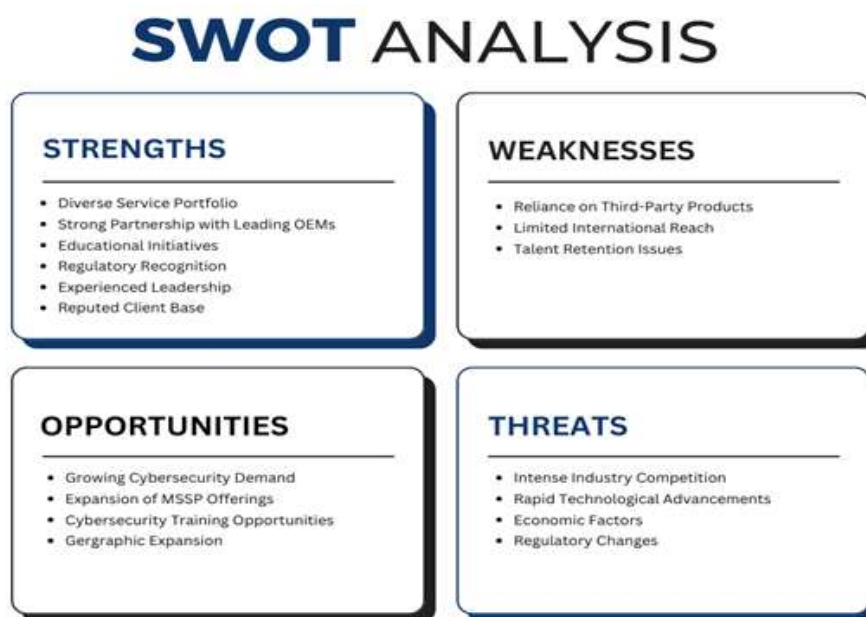 SWOT ANALYSIS
STRENGTHS
• Diverse Service Portfolio
• Strong Partnership with Leading OEMs
• Educational Initiatives
• Regulatory Recognition
• Experienced Leadership
• Reputed Client Base
WEAKNESSES
• Reliance on Third-Party Products
• Limited International Reach
• Talent Retention Issues
OPPORTUNITIES
• Growing Cybersecurity Demand
• Expansion of MSSP Offerings
• Cybersecurity Training Opportunities
• Gergraphic Expansion
THREATS
• Intense Industry Competition
• Rapid Technological Advancements
• Economic Factors
• Regulatory Changes